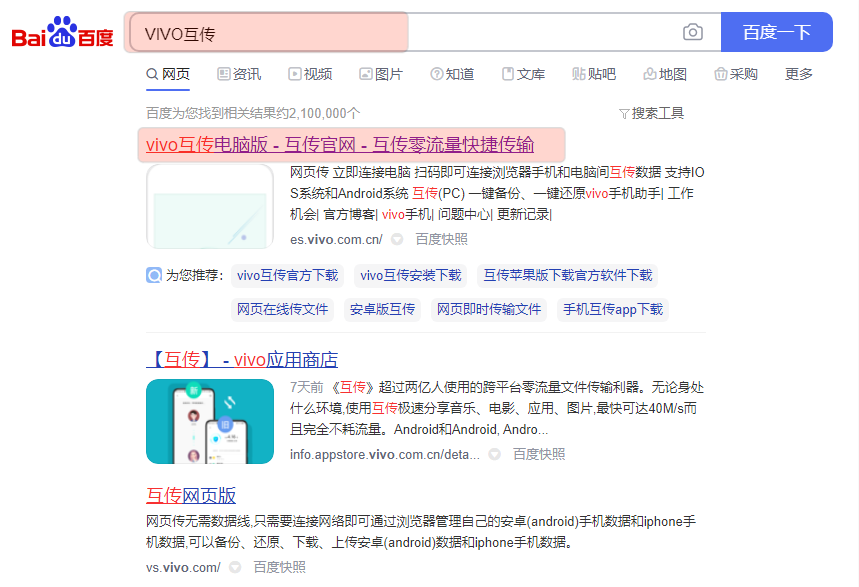 Bai du 百度 VIVO互传 百度一下
网页 资讯 视频 图片 知道 文库 贴吧 地图 采购 更多
百度为您找到相关结果约2,100,000个 搜索工具
vivo互传电脑版 - 互传官网 - 互传零流量快捷传输
网页传 立即连接电脑 扫码即可连接浏览器手机和电脑间互传数据 支持IO
S系统和Android系统 互传(PC) 一键备份、一键还原vivo手机助手| 工作
机会| 官方博客| vivo手机| 问题中心| 更新记录|
es.vivo.com.cn/ 百度快照
为您推荐: vivo互传官方下载 vivo互传安装下载 互传苹果版下载官方软件下载
网页在线传文件 安卓版互传 网页即时传输文件 手机互传app下载
【互传】 - vivo应用商店
新
旧
7天前 《互传》超过两亿人使用的跨平台零流量文件传输利器。无论身处
什么环境,使用互传极速分享音乐、电影、应用、图片,最快可达40M/s而
且完全不耗流量。Android和Android, Andro...
info.appstore.vivo.com.cn/deta... 百度快照
互传网页版
网页传无需数据线,只需要连接网络即可通过浏览器管理自己的安卓(android)手机数据和iphone手
机数据,可以备份、还原、下载、上传安卓(android)数据和iphone手机数据。
vs.vivo.com/ 百度快照